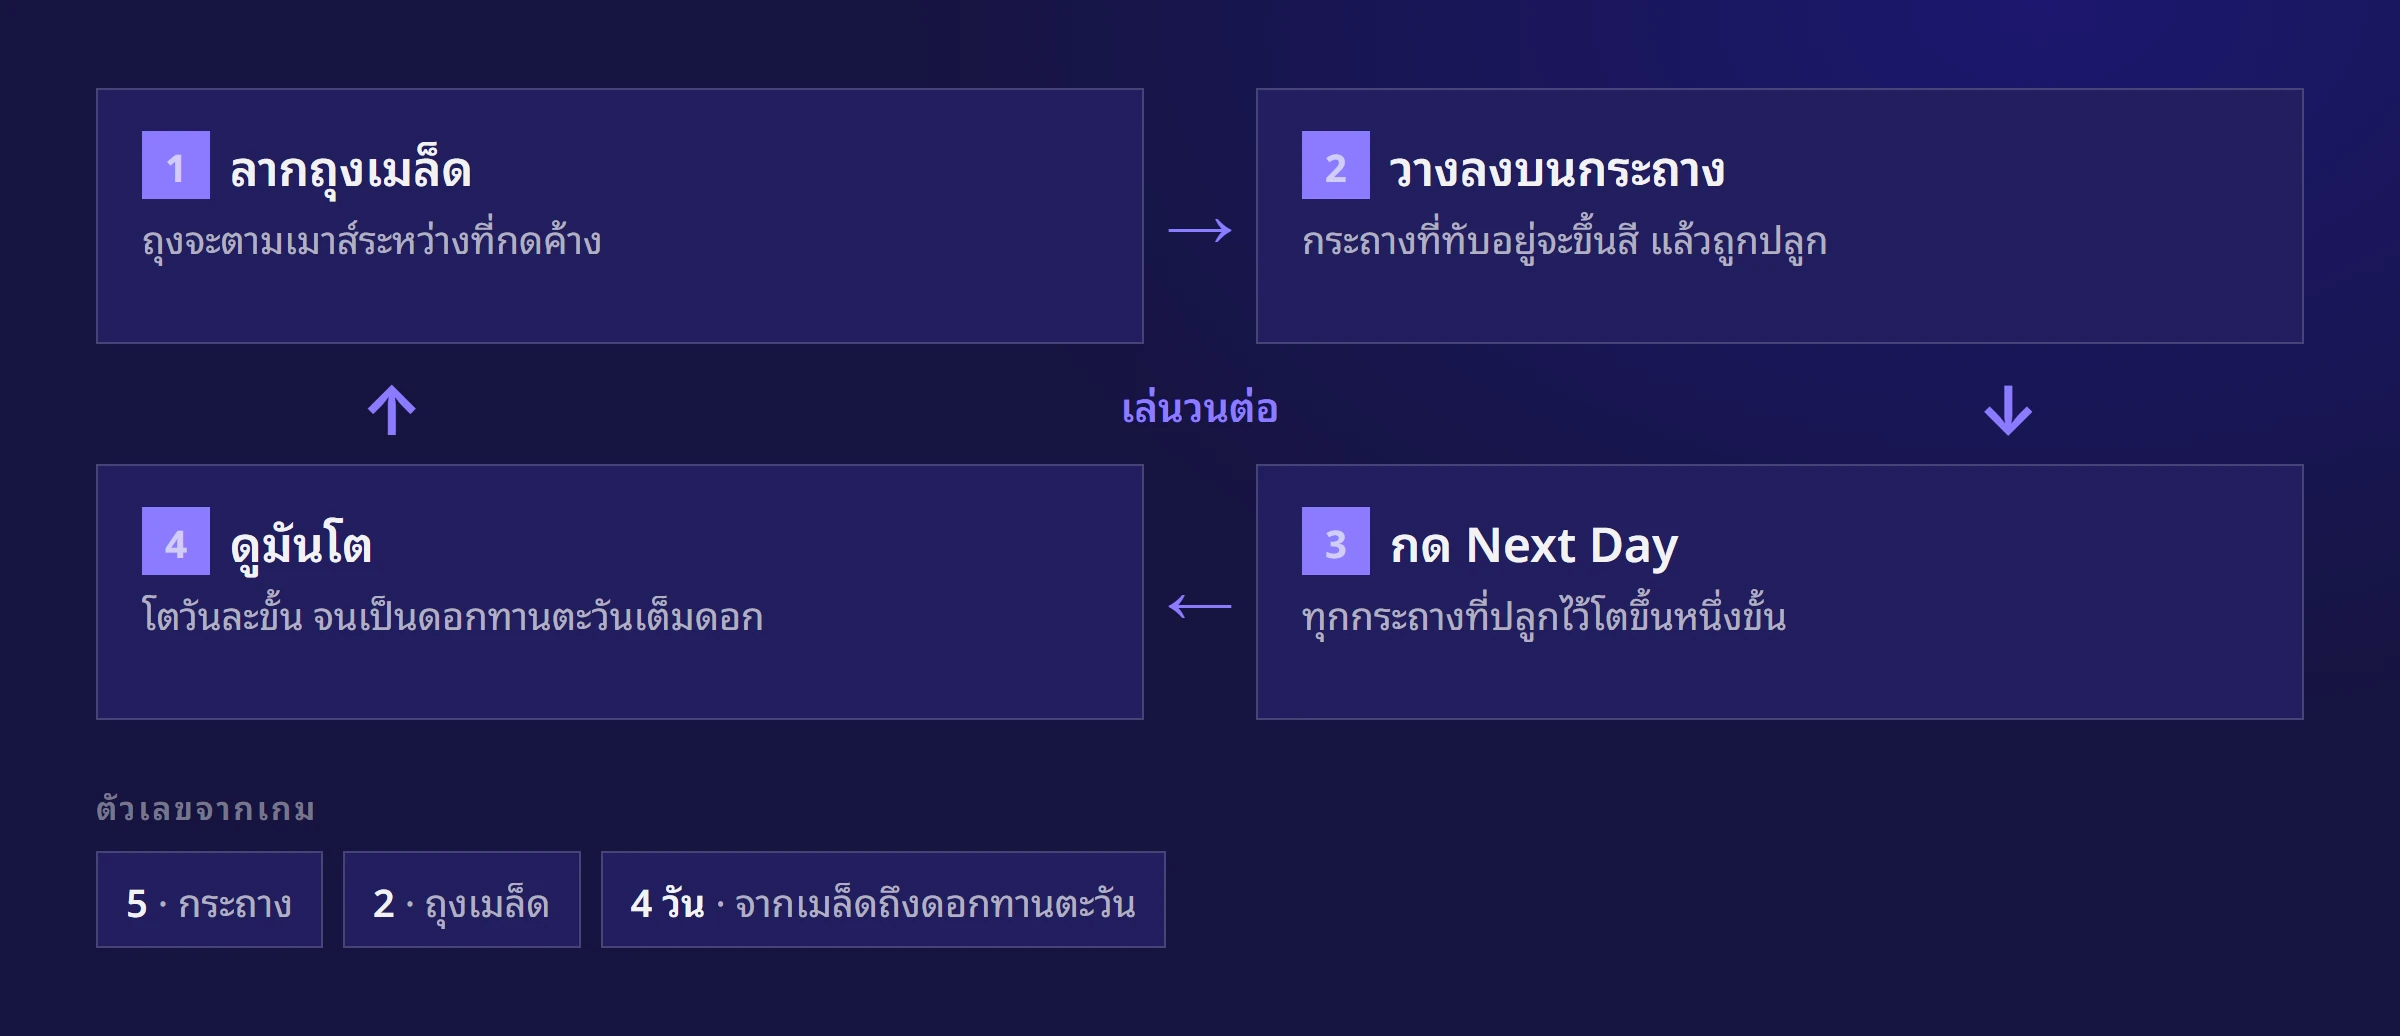 1 ลากถุงเมล็ด
ถุงจะตามเมาส์ระหว่างที่กดค้าง
→
2 วางลงบนกระถาง
กระถางที่ทับอยู่จะขึ้นสี แล้วถูกปลูก
↑
เล่นวนต่อ
↓
4 ดูมันโต
โตวันละขั้น จนเป็นดอกทานตะวันเต็มดอก
←
3 กด Next Day
ทุกกระถางที่ปลูกไว้โตขึ้นหนึ่งขั้น
ตัวเลขจากเกม
5 · กระถาง
2 · ถุงเมล็ด
4 วัน · จากเมล็ดถึงดอกทานตะวัน